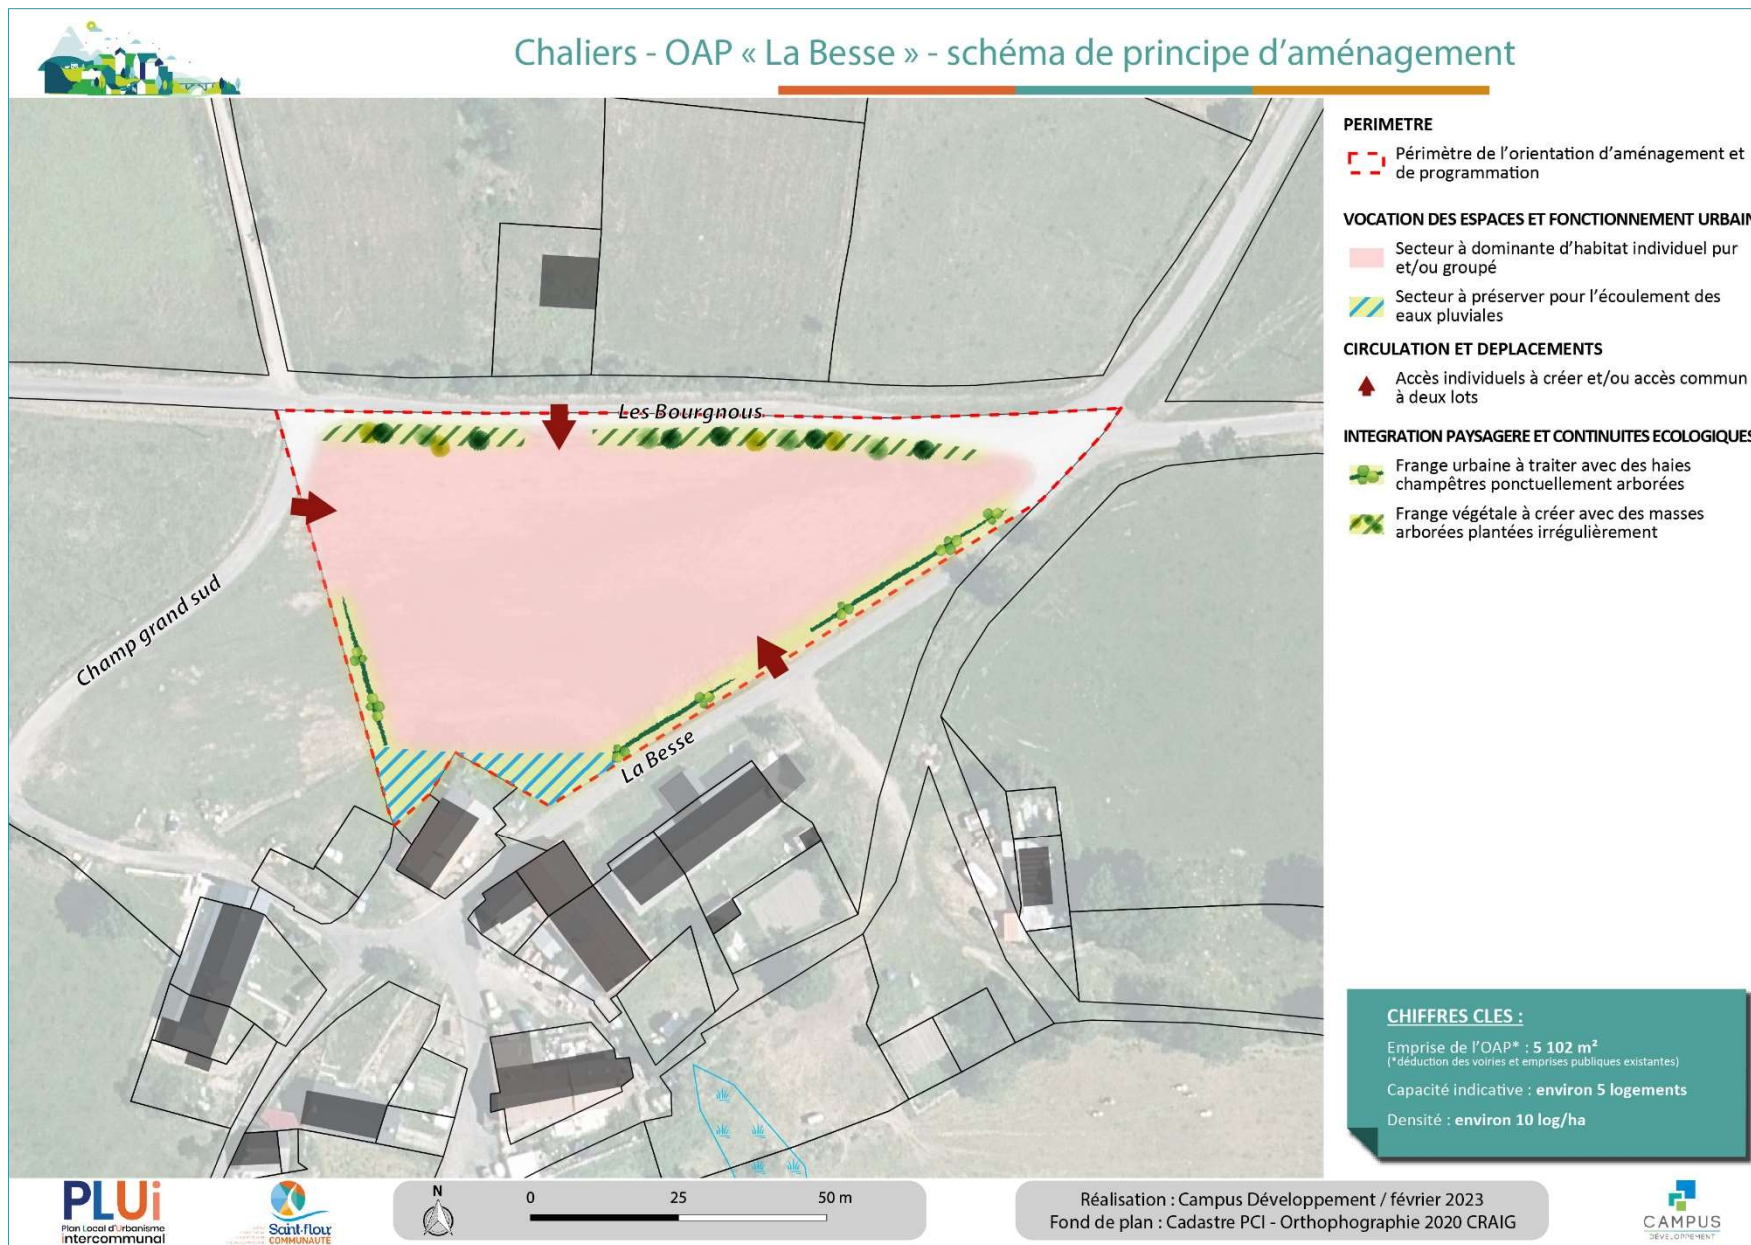 Chaliers - OAP « La Besse » - schéma de principe d’aménagement
PERIMETRE
Périmètre de l’orientation d’aménagement et
de programmation
VOCATION DES ESPACES ET FONCTIONNEMENT URBAIN
Secteur à dominante d’habitat individuel pur
et/ou groupé
Secteur à préserver pour l’écoulement des
eaux pluviales
CIRCULATION ET DEPLACEMENTS
Accès individuels à créer et/ou accès commun
à deux lots
INTEGRATION PAYSAGERE ET CONTINUITES ECOLOGIQUES
Frange urbaine à traiter avec des haies
champêtres ponctuellement arborées
Frange végétale à créer avec des masses
arborées plantées irrégulièrement
Les Bourgnous
Champ grand sud
La Besse
CHIFFRES CLES :
Emprise de l’OAP* : 5 102 m²
(*déduction des voiries et emprises publiques existantes)
Capacité indicative : environ 5 logements
Densité : environ 10 log/ha
PLUi
Plan Local d'Urbanisme
intercommunal
Saint-flour
COMMUNAUTÉ
N
0 25 50 m
Réalisation : Campus Développement / février 2023
Fond de plan : Cadastre PCI - Orthophographie 2020 CRAIG
CAMPUS
DÉVELOPPEMENT